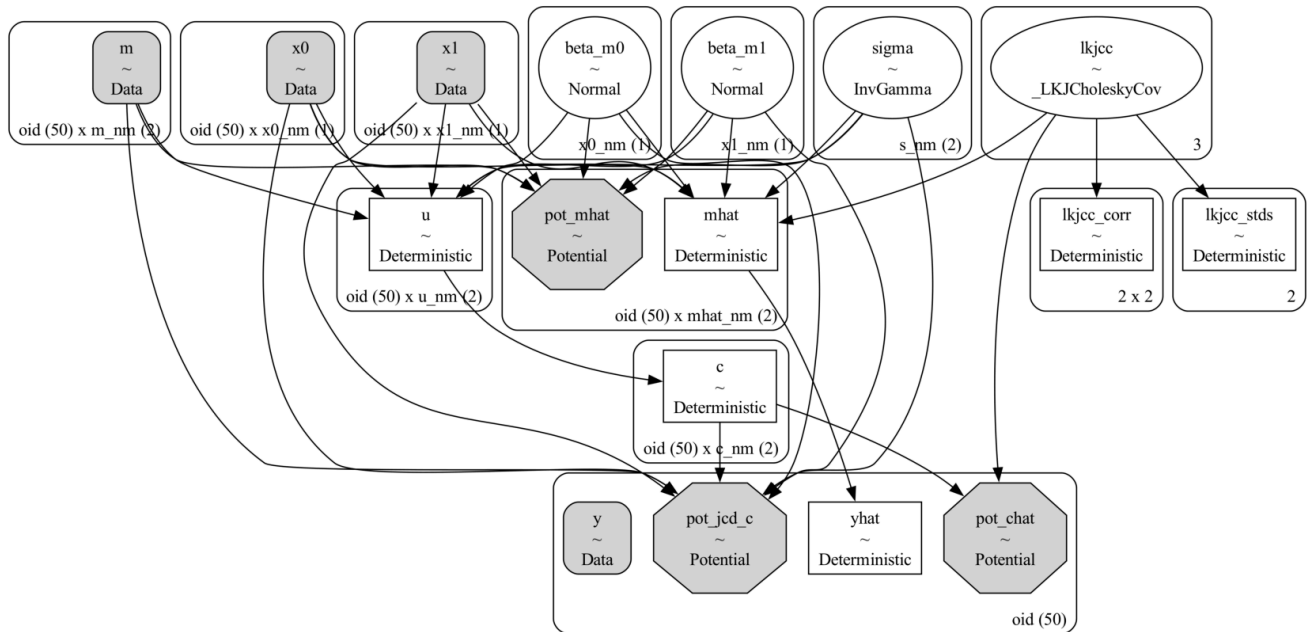 m
~
Data
oid (50) x m_nm (2)
x0
~
Data
oid (50) x x0_nm (1)
x1
~
Data
oid (50) x x1_nm (1)
beta_m0
~
Normal
x0_nm (1)
beta_m1
~
Normal
x1_nm (1)
sigma
~
InvGamma
s_nm (2)
lkjcc
~
_LKJCholeskyCov
3
u
~
Deterministic
oid (50) x u_nm (2)
pot_mhat
~
Potential
mhat
~
Deterministic
oid (50) x mhat_nm (2)
lkjcc_corr
~
Deterministic
2 x 2
lkjcc_stds
~
Deterministic
2
c
~
Deterministic
oid (50) x c_nm (2)
y
~
Data
pot_jcd_c
~
Potential
yhat
~
Deterministic
pot_chat
~
Potential
oid (50)